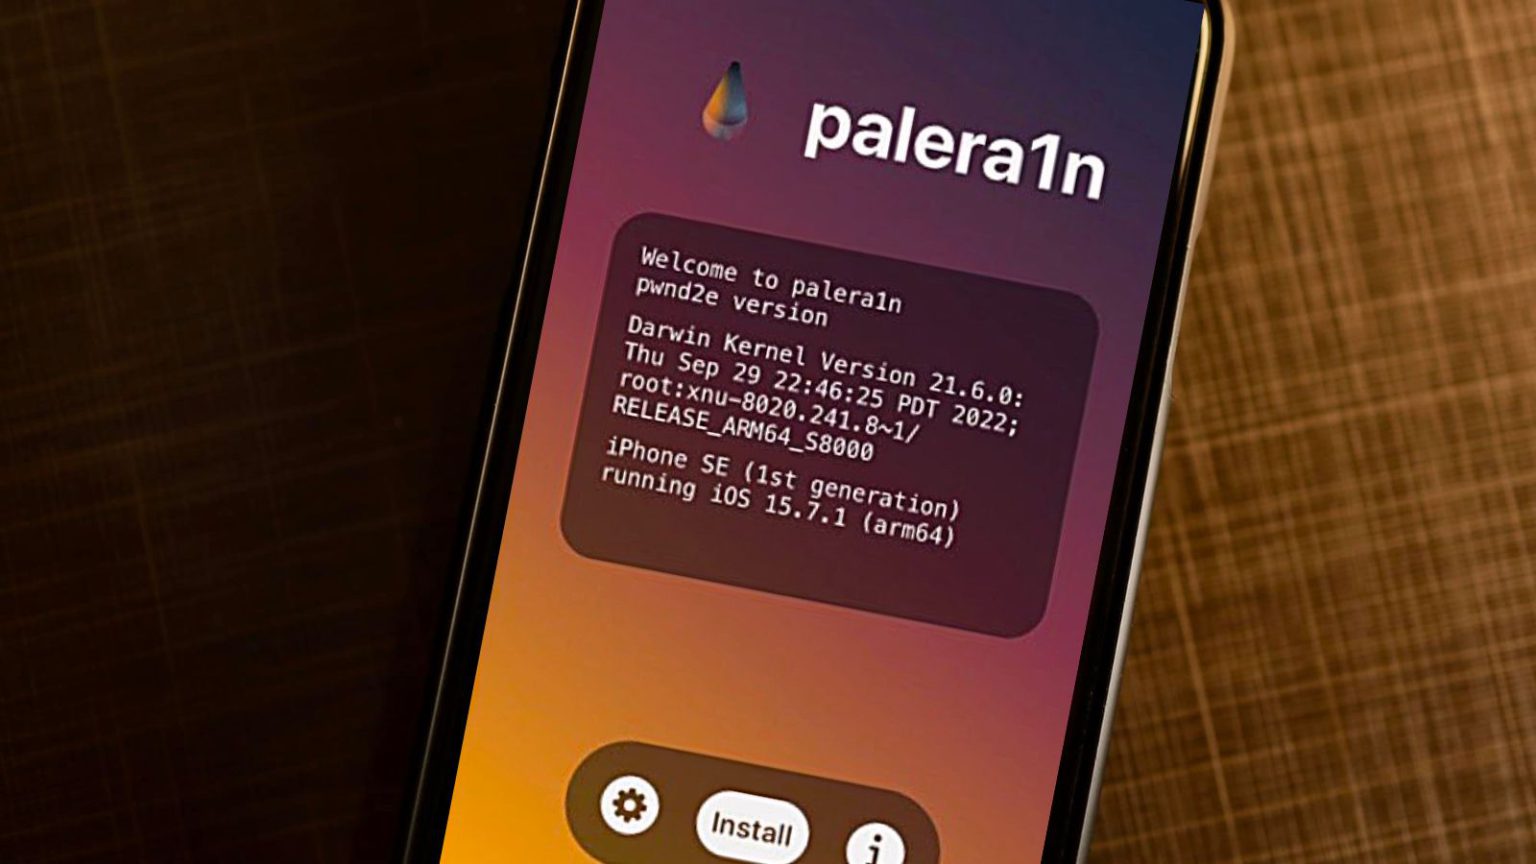 palera1n
Welcome to palera1n
pwnd2e version
Darwin Kernel Version 21.6.0:
Thu Sep 29 22:46:25 PDT 2022;
root:xnu-8020.241.8~1/
RELEASE_ARM64_S8000
iPhone SE (1st generation)
running iOS 15.7.1 (arm64)
Install
i